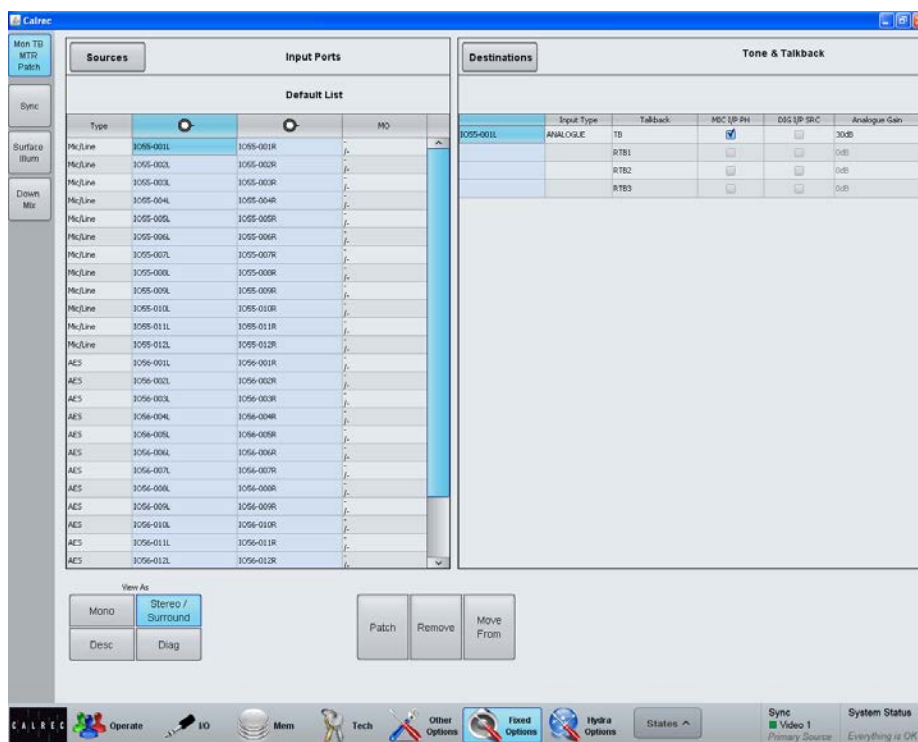 Calrec
Mon TB
MTR
Patch
Sync
Surface
Illum
Down
Mix
Sources Input Ports
Default List
Type MO
Mic/Line IO55-001L IO55-001R
Mic/Line IO55-002L IO55-002R
Mic/Line IO55-003L IO55-003R
Mic/Line IO55-004L IO55-004R
Mic/Line IO55-005L IO55-005R
Mic/Line IO55-006L IO55-006R
Mic/Line IO55-007L IO55-007R
Mic/Line IO55-008L IO55-008R
Mic/Line IO55-009L IO55-009R
Mic/Line IO55-010L IO55-010R
Mic/Line IO55-011L IO55-011R
Mic/Line IO55-012L IO55-012R
AES IO56-001L IO56-001R
AES IO56-002L IO56-002R
AES IO56-003L IO56-003R
AES IO56-004L IO56-004R
AES IO56-005L IO56-005R
AES IO56-006L IO56-006R
AES IO56-007L IO56-007R
AES IO56-008L IO56-008R
AES IO56-009L IO56-009R
AES IO56-010L IO56-010R
AES IO56-011L IO56-011R
AES IO56-012L IO56-012R
Destinations Tone & Talkback
Input Type Talkback MIC I/P PH DIG I/P SRC Analogue Gain
IO55-001L ANALOGUE TB 30dB
RTB1 0dB
RTB2 0dB
RTB3 0dB
View As
Mono Stereo / Surround
Desc Diag
Patch Remove Move From
CALREC Operate I/O Mem Tech Other Options Fixed Options Hydra Options States
Sync
Video 1
Primary Source
System Status
Everything is OK